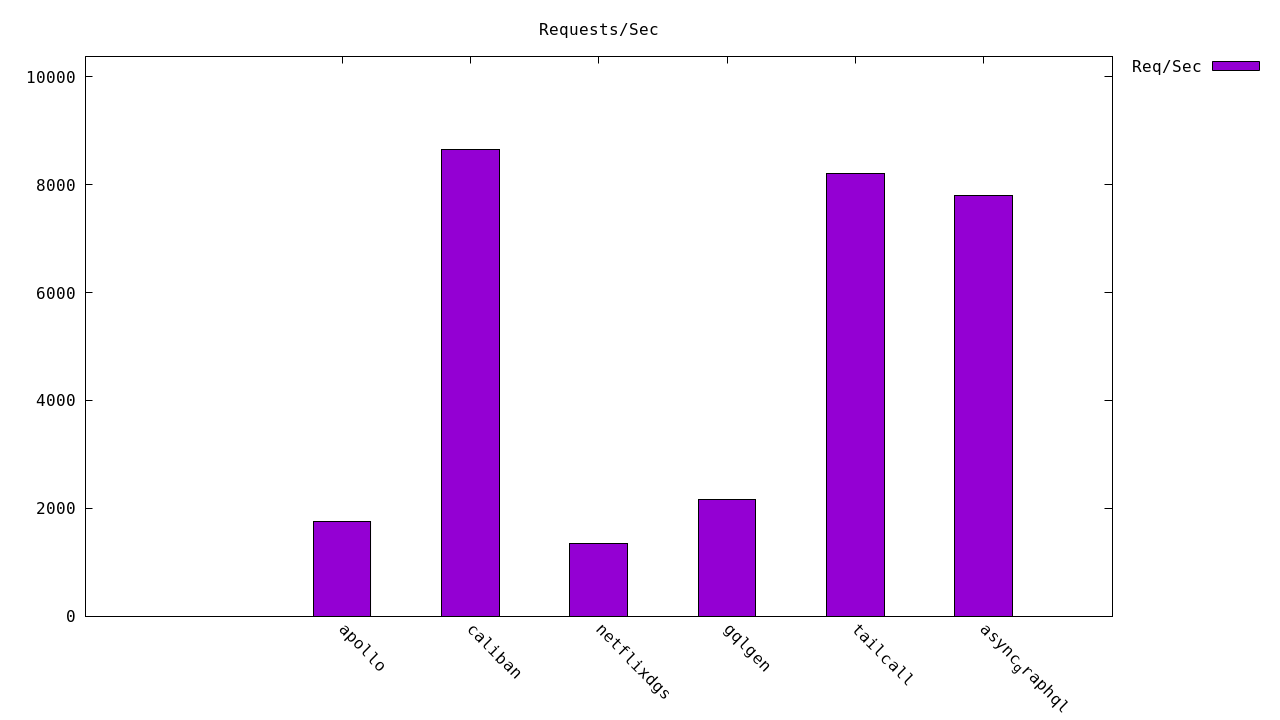 Requests/Sec
Req/Sec
10000
8000
6000
4000
2000
0
apollo
caliban
netflixdgs
gqlgen
tailcall
async_graphql